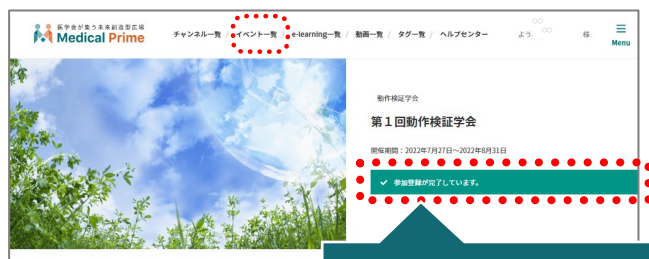 医学会が集う未来創造型広場
Medical Prime
チャンネル一覧 / イベント一覧 / e-learning一覧 / 動画一覧 / タグ一覧 / ヘルプセンター
よう
○○
○○
様
Menu
動作検証学会
第１回動作検証学会
開催期間：2022年7月27日～2022年8月31日
✓ 参加登録が完了しています。